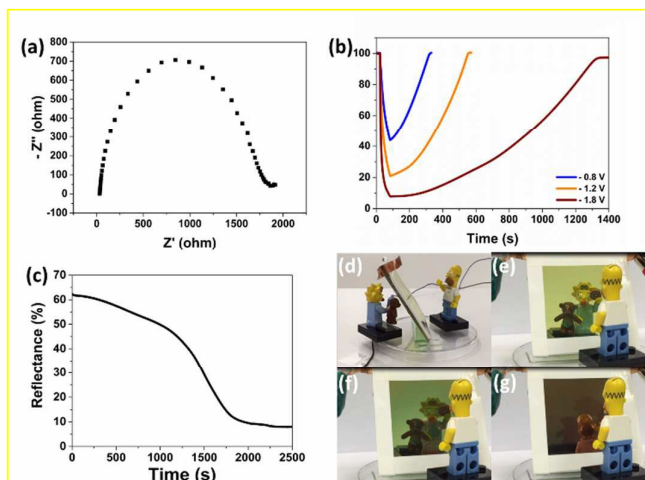 (a)
800
700
600
500
400
300
200
100
0
-100
- Z'' (ohm)
0 500 1000 1500 2000
Z' (ohm)
(b)
100
80
60
40
20
0
- 0.8 V
- 1.2 V
- 1.8 V
0 200 400 600 800 1000 1200 1400
Time (s)
(c)
70
60
50
40
30
20
10
0
Reflectance (%)
0 500 1000 1500 2000 2500
Time (s)
(d)
(e)
(f)
(g)